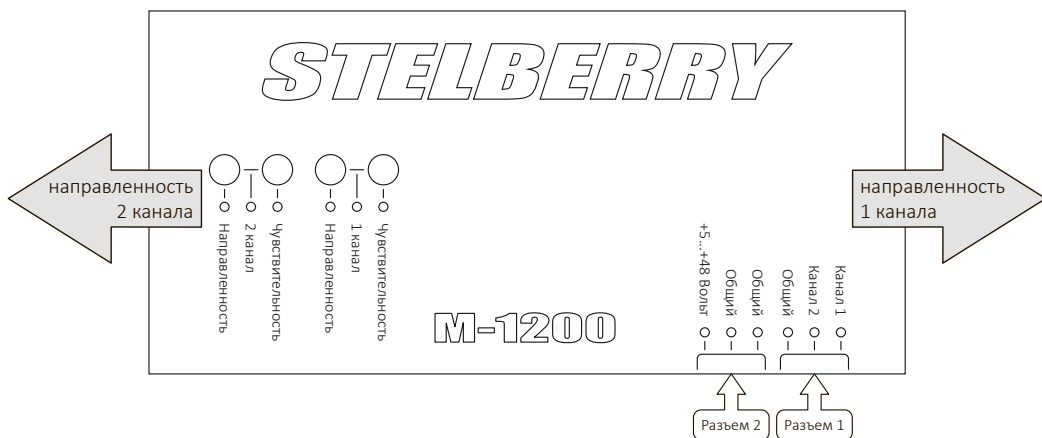 STELBERRY
направленность
2 канала
направленность
1 канала
Направленность
2 канал
Чувствительность
Направленность
1 канал
Чувствительность
+5...+48 Вольт
Общий
Общий
Общий
Канал 2
Канал 1
M-1200
Разъем 2
Разъем 1